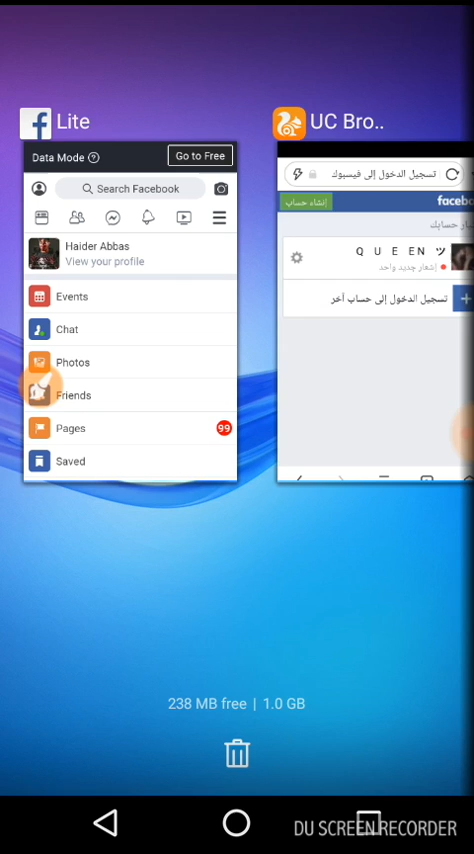 Lite
Data Mode ?
Go to Free
Search Facebook
Haider Abbas
View your profile
Events
Chat
Photos
Friends
Pages
99
Saved
UC Bro..
تسجيل الدخول إلى فيسبوك
إنشاء حساب
Q U E E N ツ
إشعار جديد واحد
تسجيل الدخول إلى حساب آخر
238 MB free | 1.0 GB
DU SCREEN RECORDER